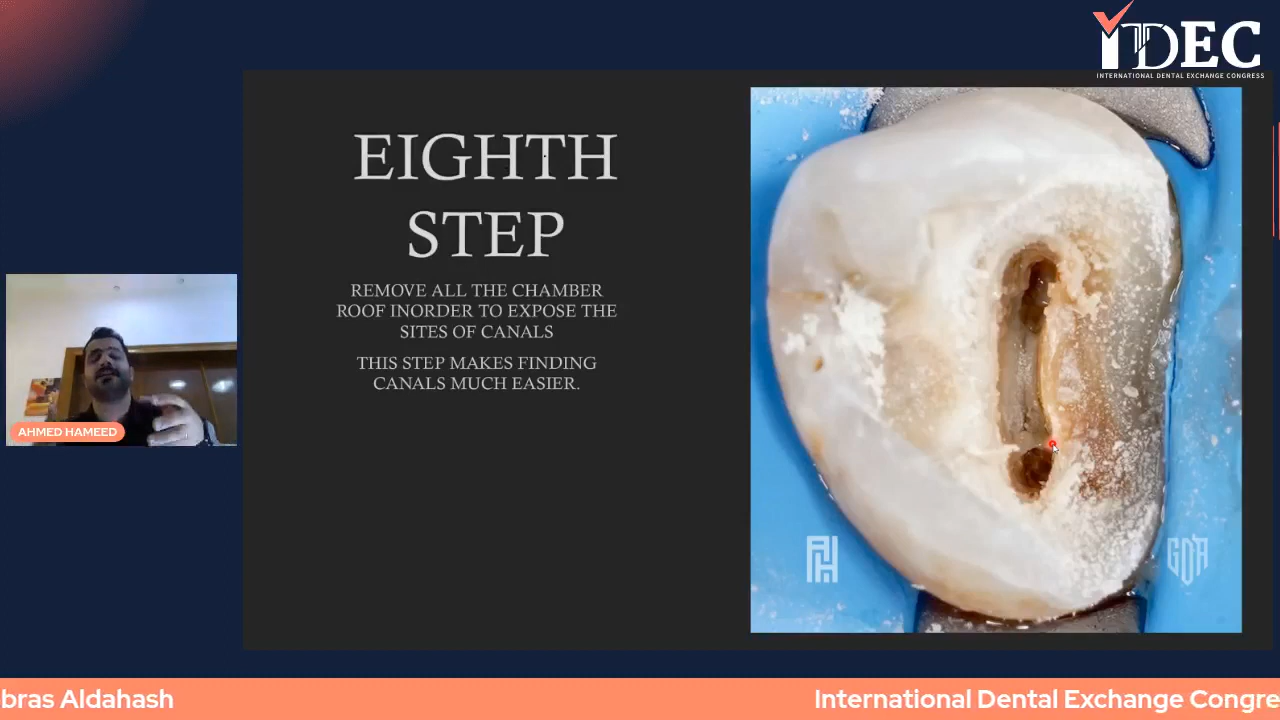 IDEC
INTERNATIONAL DENTAL EXCHANGE CONGRESS
EIGHTH
STEP
REMOVE ALL THE CHAMBER
ROOF INORDER TO EXPOSE THE
SITES OF CANALS
THIS STEP MAKES FINDING
CANALS MUCH EASIER.
AHMED HAMEED
GOA
bras Aldahash
International Dental Exchange Congre